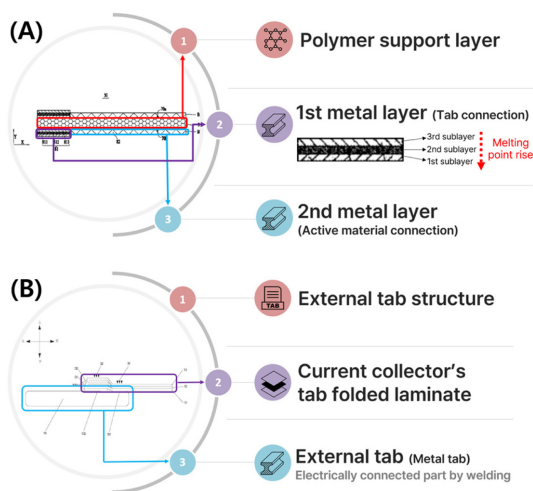 (A)
1
Polymer support layer
2
1st metal layer (Tab connection)
3rd sublayer
2nd sublayer
1st sublayer
Melting
point rise
3
2nd metal layer
(Active material connection)
(B)
1
TAB
External tab structure
2
Current collector's
tab folded laminate
3
External tab (Metal tab)
Electrically connected part by welding